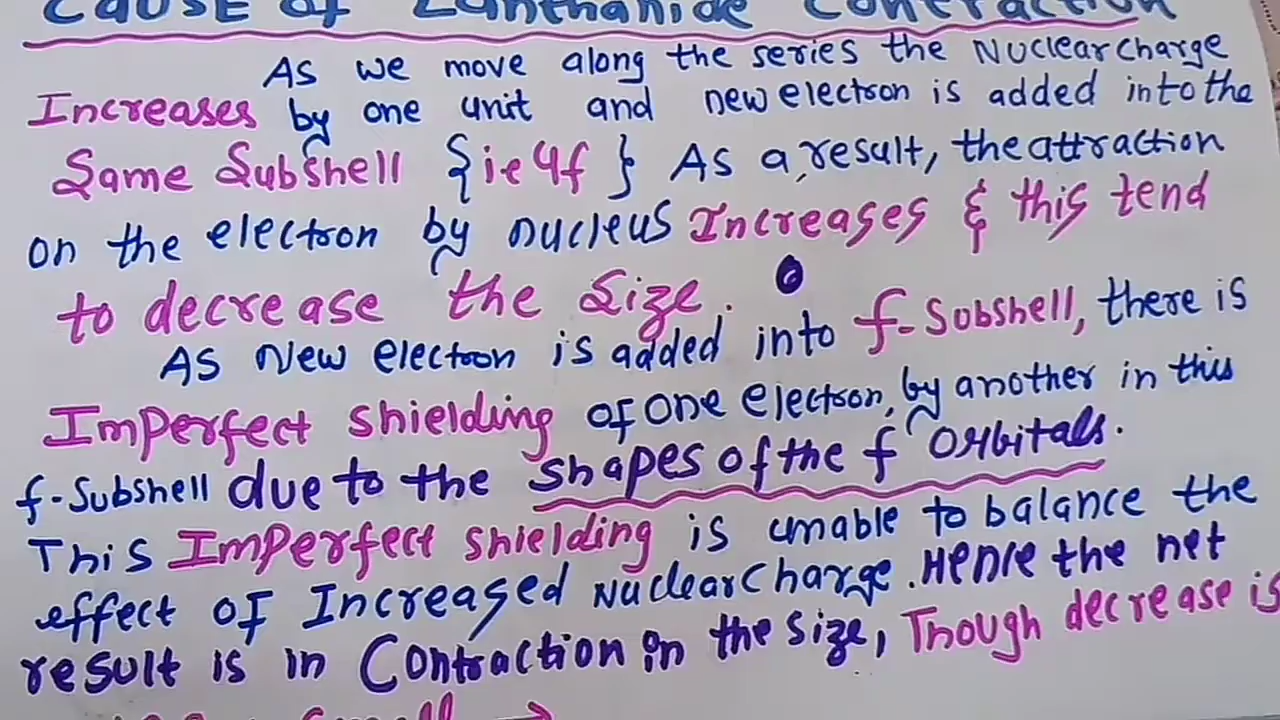 Cause of Lanthanide Contraction
As we move along the series the Nuclear charge
Increases by one unit and new electron is added into the
Same Subshell {i.e 4f} As a result, the attraction
on the electron by nucleus Increases & this tend
to decrease the Size.
As New electron is added into f-Subshell, there is
Imperfect shielding of one electron, by another in this
f-Subshell due to the shapes of the f orbitals.
This Imperfect shielding is unable to balance the
effect of Increased Nuclear Charge. Hence the net
result is in Contraction in the size, Though decrease is